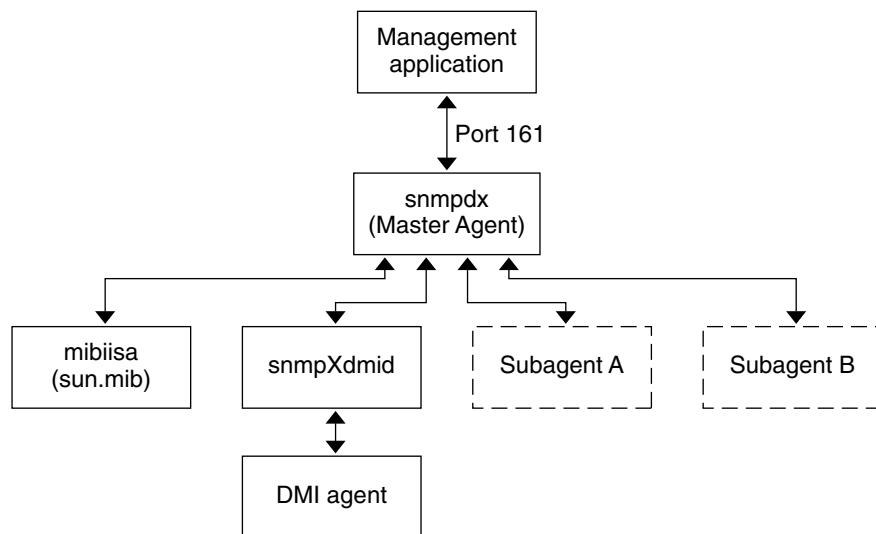 Management
application
Port 161
snmpdx
(Master Agent)
mibiisa
(sun.mib)
snmpXdmid
Subagent A
Subagent B
DMI agent